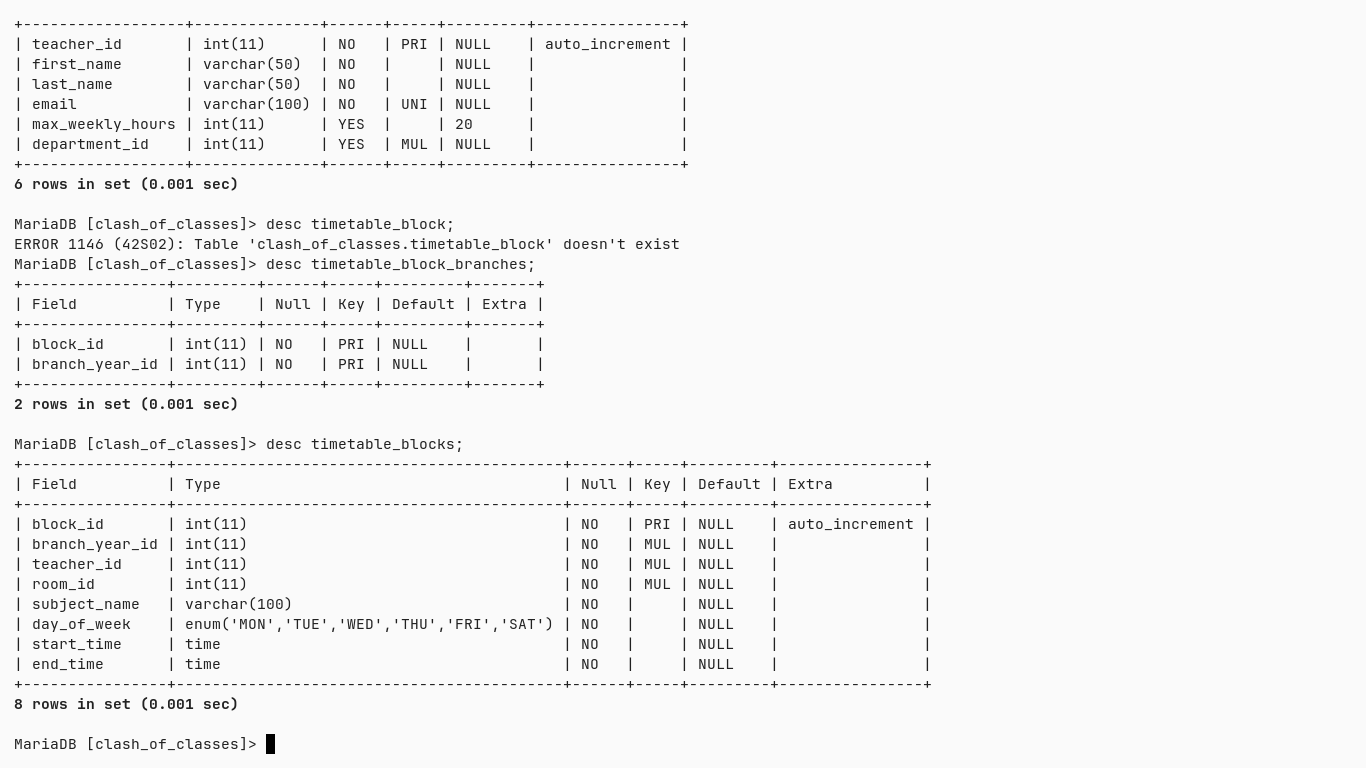 +------------------+--------------+------+-----+---------+----------------+
| teacher_id       | int(11)      | NO   | PRI | NULL    | auto_increment |
| first_name       | varchar(50)  | NO   |     | NULL    |                |
| last_name        | varchar(50)  | NO   |     | NULL    |                |
| email            | varchar(100) | NO   | UNI | NULL    |                |
| max_weekly_hours | int(11)      | YES  |     | 20      |                |
| department_id    | int(11)      | YES  | MUL | NULL    |                |
+------------------+--------------+------+-----+---------+----------------+
6 rows in set (0.001 sec)

MariaDB [clash_of_classes]> desc timetable_block;
ERROR 1146 (42S02): Table 'clash_of_classes.timetable_block' doesn't exist
MariaDB [clash_of_classes]> desc timetable_block_branches;
+----------------+---------+------+-----+---------+-------+
| Field          | Type    | Null | Key | Default | Extra |
+----------------+---------+------+-----+---------+-------+
| block_id       | int(11) | NO   | PRI | NULL    |       |
| branch_year_id | int(11) | NO   | PRI | NULL    |       |
+----------------+---------+------+-----+---------+-------+
2 rows in set (0.001 sec)

MariaDB [clash_of_classes]> desc timetable_blocks;
+----------------+-------------------------------------------+------+-----+---------+----------------+
| Field          | Type                                      | Null | Key | Default | Extra          |
+----------------+-------------------------------------------+------+-----+---------+----------------+
| block_id       | int(11)                                   | NO   | PRI | NULL    | auto_increment |
| branch_year_id | int(11)                                   | NO   | MUL | NULL    |                |
| teacher_id     | int(11)                                   | NO   | MUL | NULL    |                |
| room_id        | int(11)                                   | NO   | MUL | NULL    |                |
| subject_name   | varchar(100)                              | NO   |     | NULL    |                |
| day_of_week    | enum('MON','TUE','WED','THU','FRI','SAT') | NO   |     | NULL    |                |
| start_time     | time                                      | NO   |     | NULL    |                |
| end_time       | time                                      | NO   |     | NULL    |                |
+----------------+-------------------------------------------+------+-----+---------+----------------+
8 rows in set (0.001 sec)

MariaDB [clash_of_classes]>